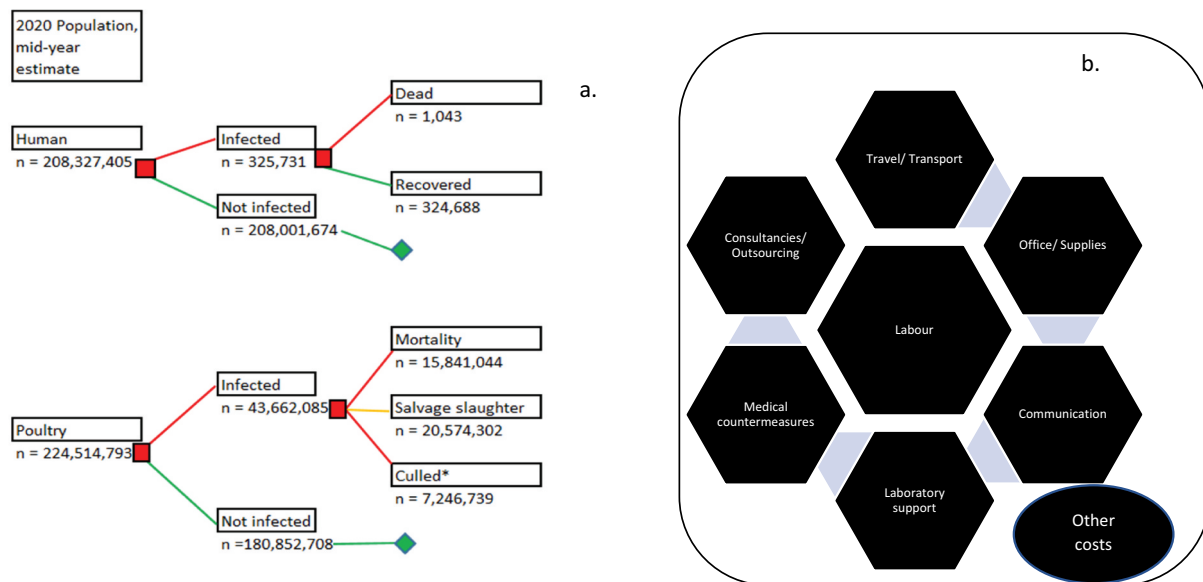 2020 Population,
mid-year
estimate
a.
Dead
n = 1,043
Human
n = 208,327,405
Infected
n = 325,731
Recovered
n = 324,688
Not infected
n = 208,001,674
Mortality
n = 15,841,044
Infected
n = 43,662,085
Salvage slaughter
n = 20,574,302
Poultry
n = 224,514,793
Culled*
n = 7,246,739
Not infected
n =180,852,708
b.
Travel/ Transport
Consultancies/
Outsourcing
Office/ Supplies
Labour
Medical
countermeasures
Communication
Laboratory
support
Other
costs